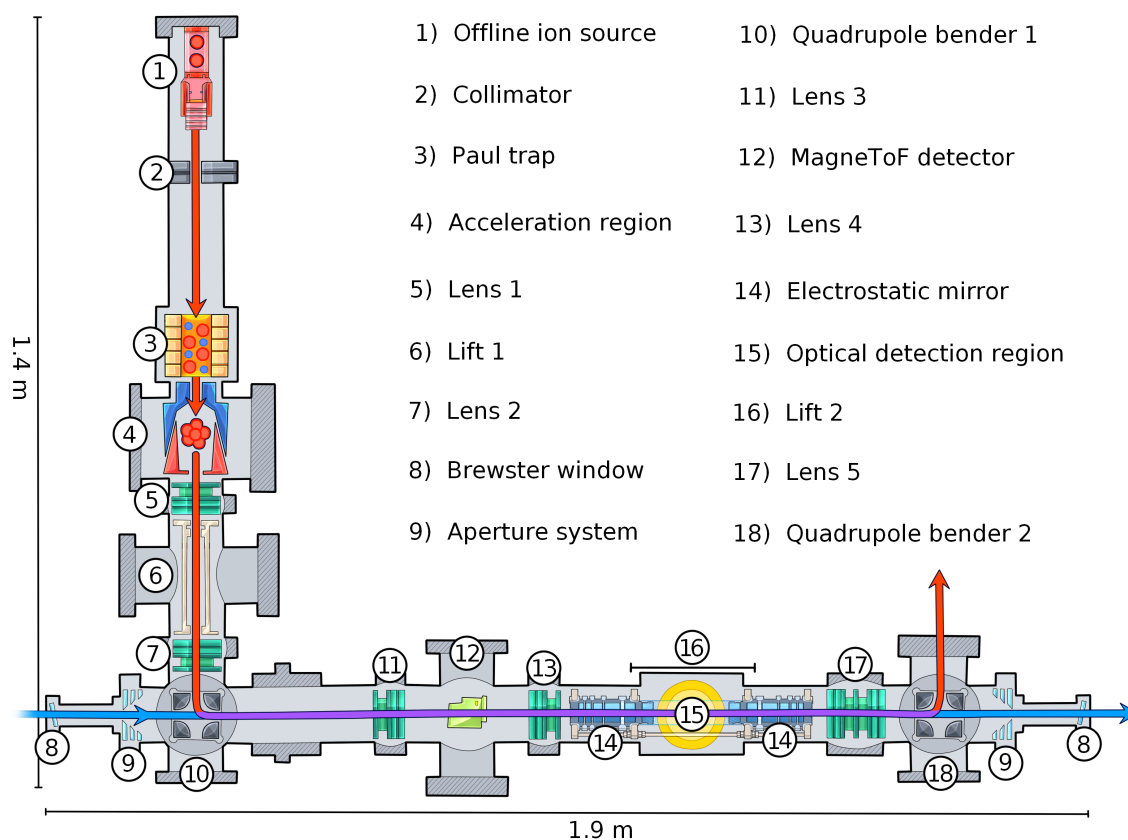 1) Offline ion source
2) Collimator
3) Paul trap
4) Acceleration region
5) Lens 1
6) Lift 1
7) Lens 2
8) Brewster window
9) Aperture system
10) Quadrupole bender 1
11) Lens 3
12) MagneToF detector
13) Lens 4
14) Electrostatic mirror
15) Optical detection region
16) Lift 2
17) Lens 5
18) Quadrupole bender 2
1
2
3
4
5
6
7
8
9
10
11
12
13
14
15
16
14
17
18
9
8
1.4 m
1.9 m